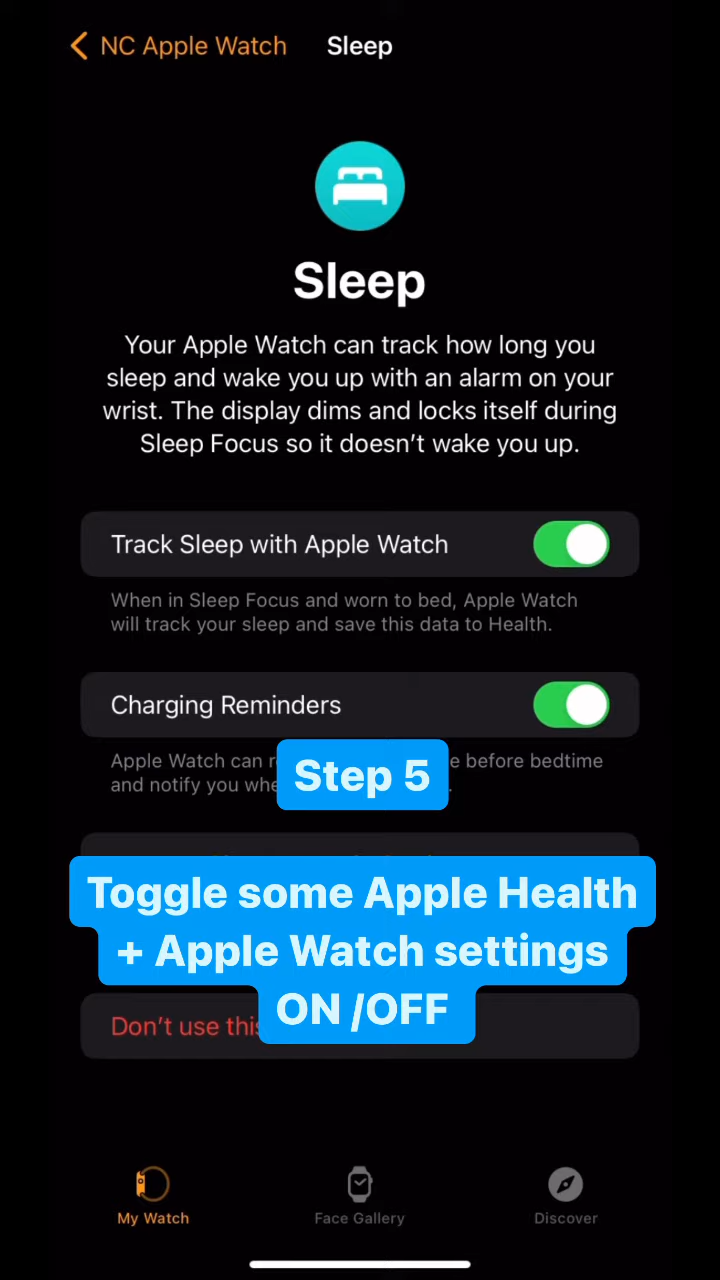 NC Apple Watch
Sleep
Sleep
Your Apple Watch can track how long you
sleep and wake you up with an alarm on your
wrist. The display dims and locks itself during
Sleep Focus so it doesn’t wake you up.
Track Sleep with Apple Watch
When in Sleep Focus and worn to bed, Apple Watch
will track your sleep and save this data to Health.
Charging Reminders
Apple Watch can before bedtime
and notify you
Step 5
Toggle some Apple Health
+ Apple Watch settings
ON /OFF
Don’t use
My Watch
Face Gallery
Discover